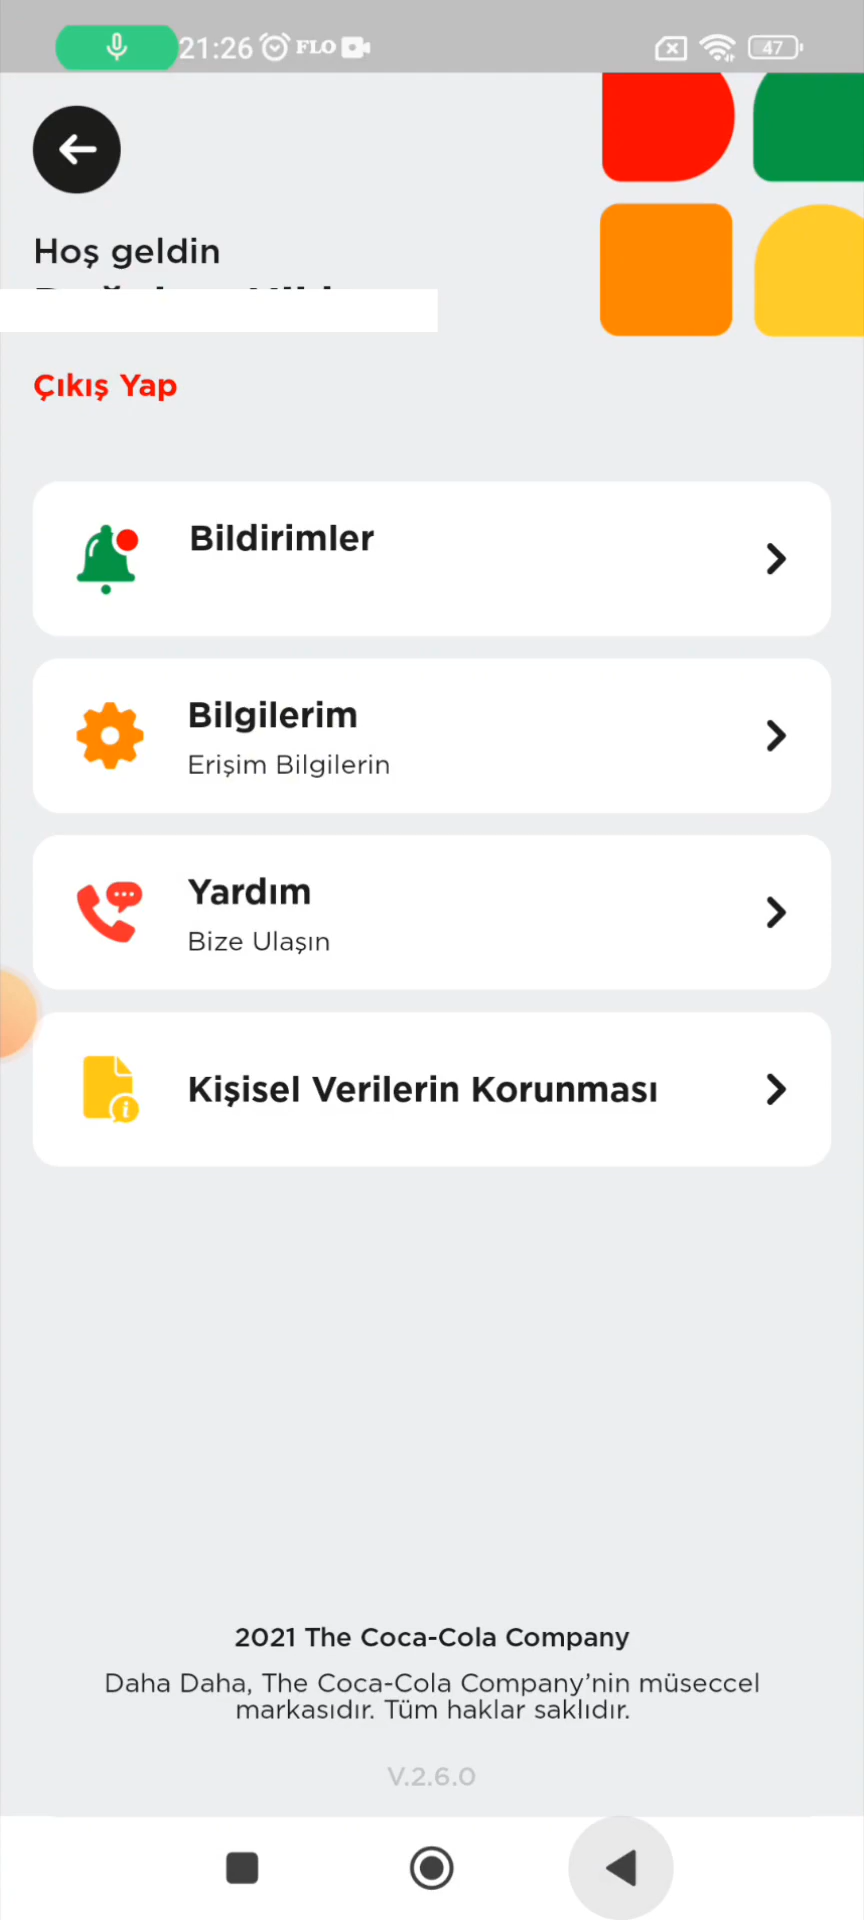 21:26 FLO 47
Hoş geldin
Çıkış Yap
Bildirimler
Bilgilerim
Erişim Bilgilerin
Yardım
Bize Ulaşın
Kişisel Verilerin Korunması
2021 The Coca-Cola Company
Daha Daha, The Coca-Cola Company’nin müseccel
markasıdır. Tüm haklar saklıdır.
V.2.6.0